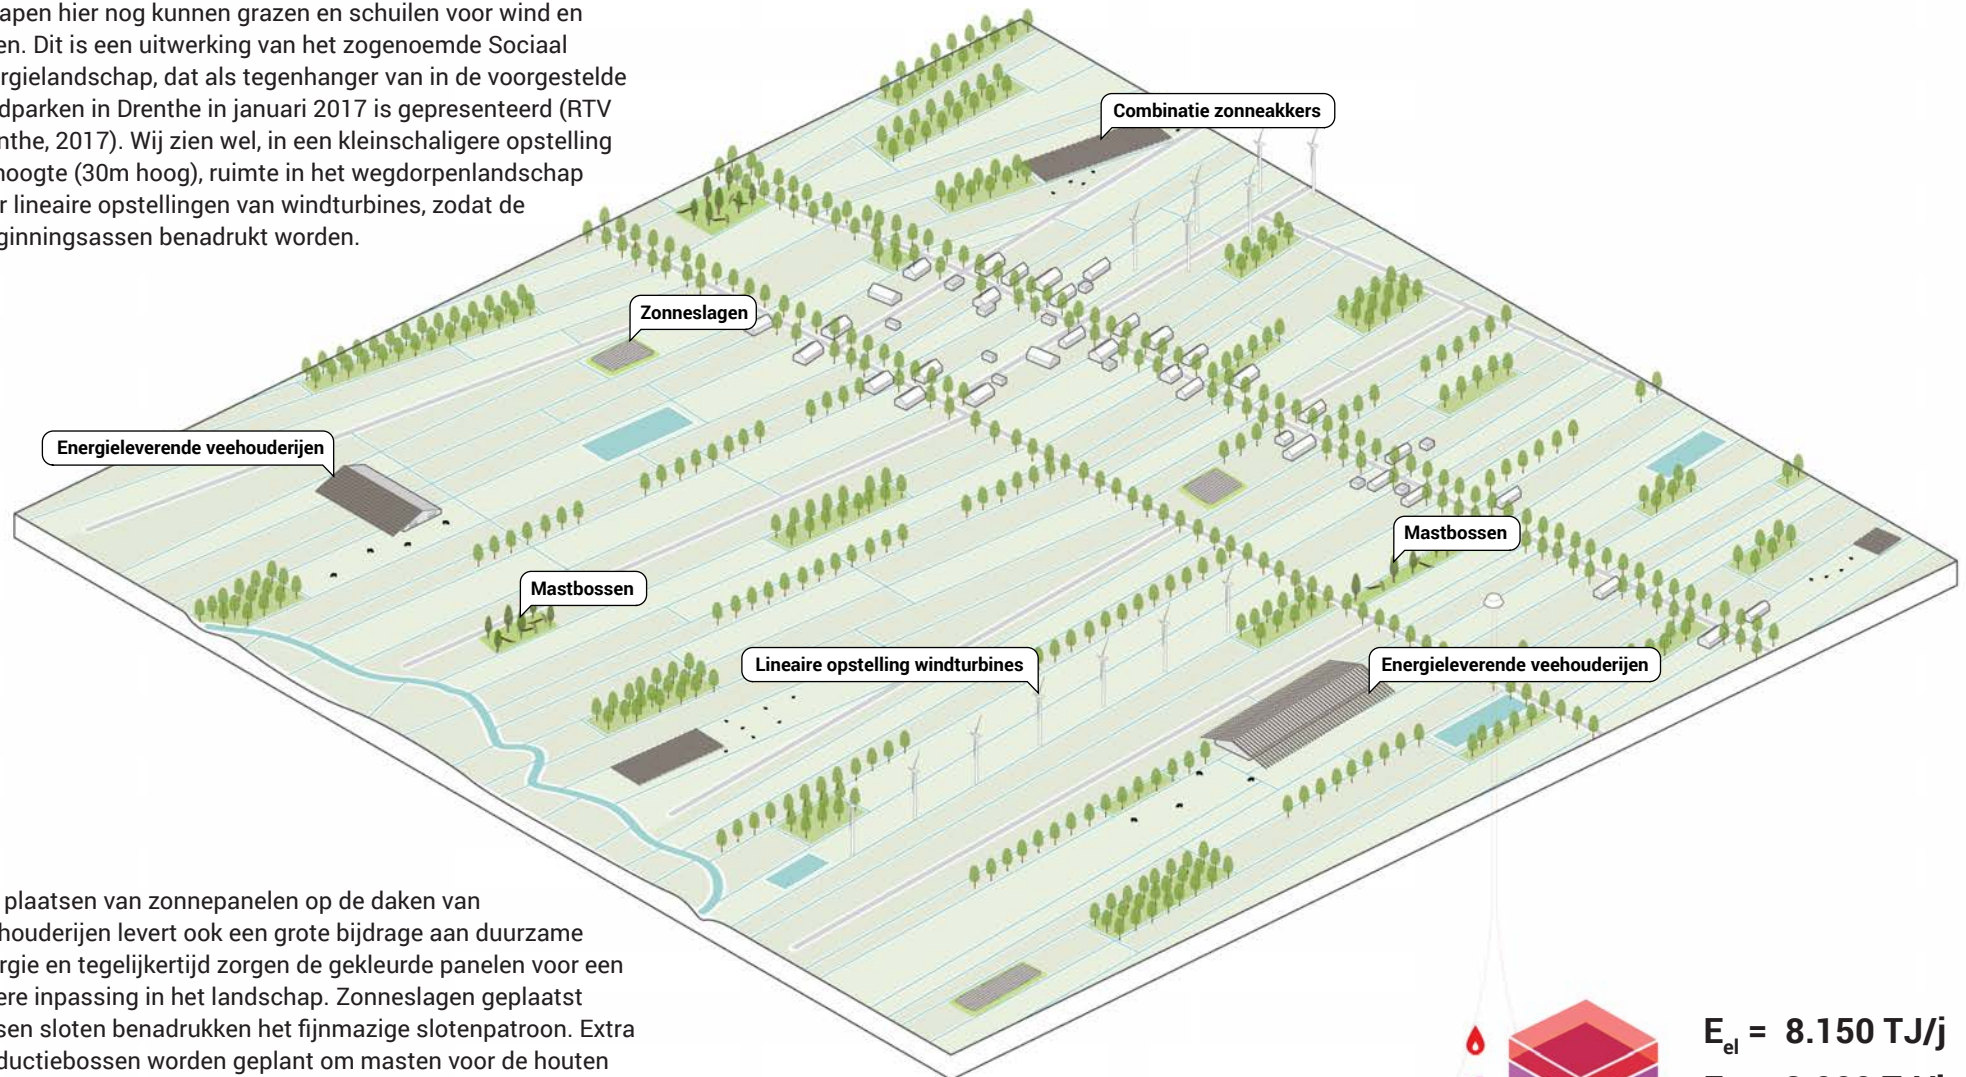 apen hier nog kunnen grazen en schuilen voor wind en
en. Dit is een uitwerking van het zogenoemde Sociaal
rgielandschap, dat als tegenhanger van in de voorgestelde
dparken in Drenthe in januari 2017 is gepresenteerd (RTV
nthe, 2017). Wij zien wel, in een kleinschaligere opstelling
hoogte (30m hoog), ruimte in het wegdorpenlandschap
r lineaire opstellingen van windturbines, zodat de
ginningsassen benadrukt worden.
Combinatie zonneakkers
Zonneslagen
Energieleverende veehouderijen
Mastbossen
Mastbossen
Lineaire opstelling windturbines
Energieleverende veehouderijen
plaatsen van zonnepanelen op de daken van
houderijen levert ook een grote bijdrage aan duurzame
rgie en tegelijkertijd zorgen de gekleurde panelen voor een
ere inpassing in het landschap. Zonneslagen geplaatst
sen sloten benadrukken het fijnmazige slotenpatroon. Extra
ductiebossen worden geplant om masten voor de houten
E_el = 8.150 TJ/j